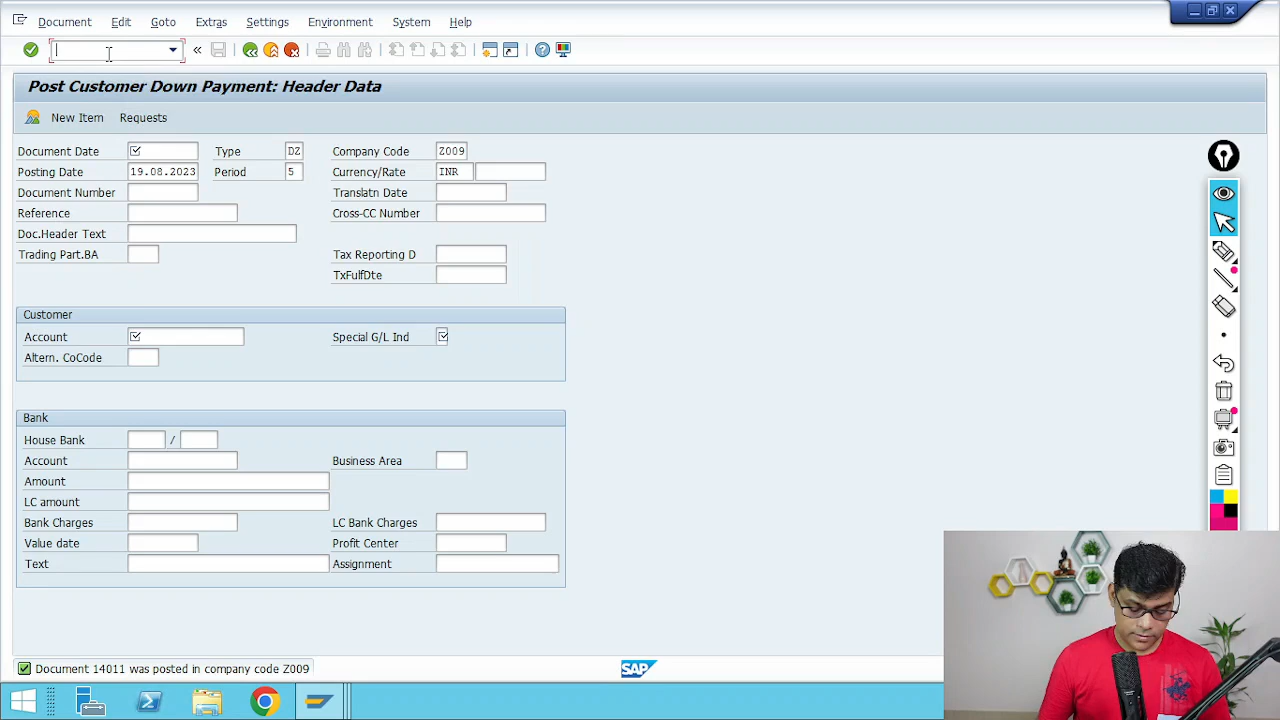 Document Edit Goto Extras Settings Environment System Help
Post Customer Down Payment: Header Data
New Item Requests
Document Date Type DZ Company Code Z009
Posting Date 19.08.2023 Period 5 Currency/Rate INR
Document Number Translatn Date
Reference Cross-CC Number
Doc.Header Text
Trading Part.BA Tax Reporting D
TxFulfDte
Customer
Account Special G/L Ind
Altern. CoCode
Bank
House Bank /
Account Business Area
Amount
LC amount
Bank Charges LC Bank Charges
Value date Profit Center
Text Assignment
Document 14011 was posted in company code Z009
SAP